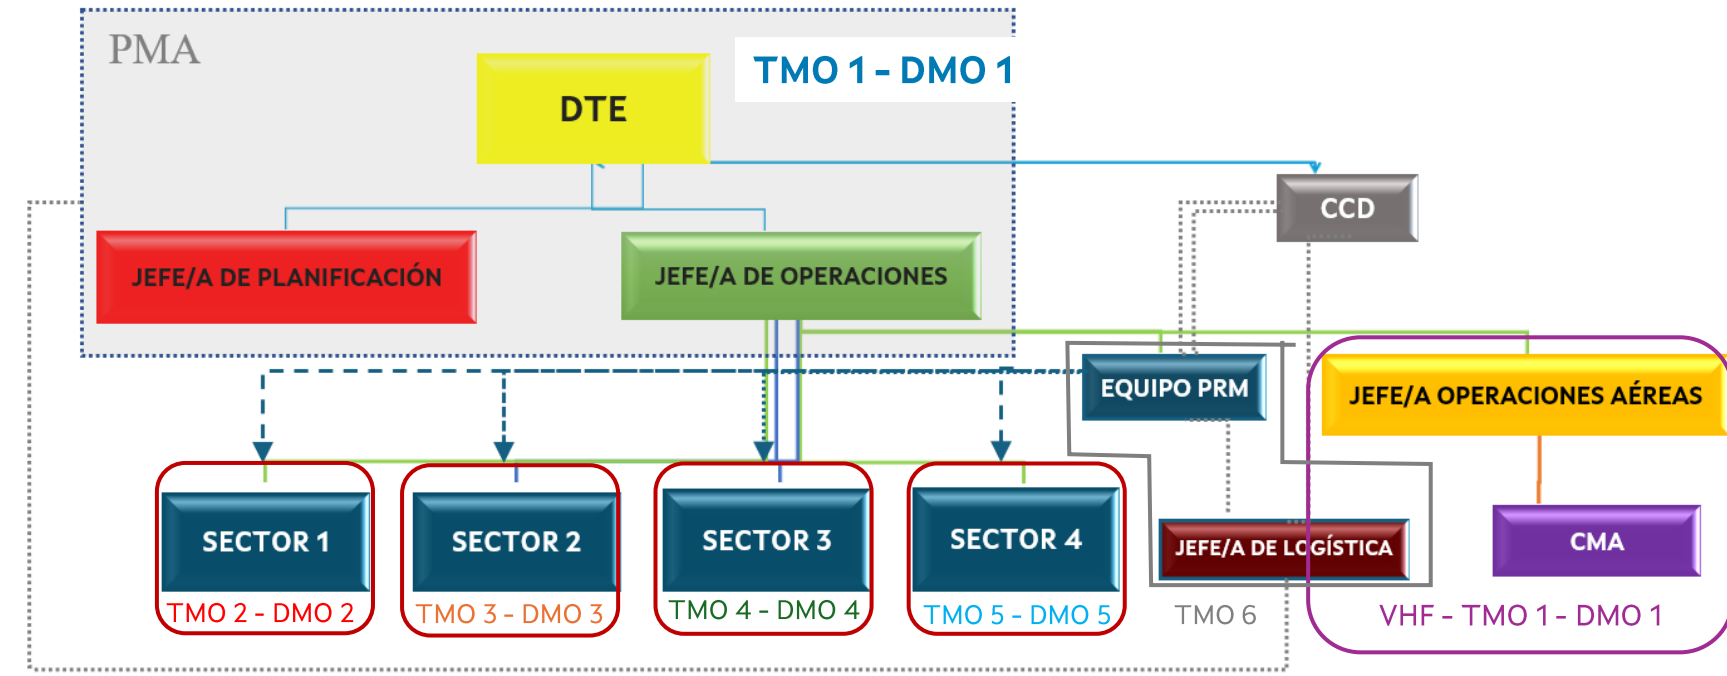 PMA
TMO 1 - DMO 1
DTE
CCD
JEFE/A DE PLANIFICACIÓN
JEFE/A DE OPERACIONES
EQUIPO PRM
JEFE/A OPERACIONES AÉREAS
SECTOR 1
SECTOR 2
SECTOR 3
SECTOR 4
JEFE/A DE LOGÍSTICA
CMA
TMO 2 - DMO 2
TMO 3 - DMO 3
TMO 4 - DMO 4
TMO 5 - DMO 5
TMO 6
VHF - TMO 1 - DMO 1